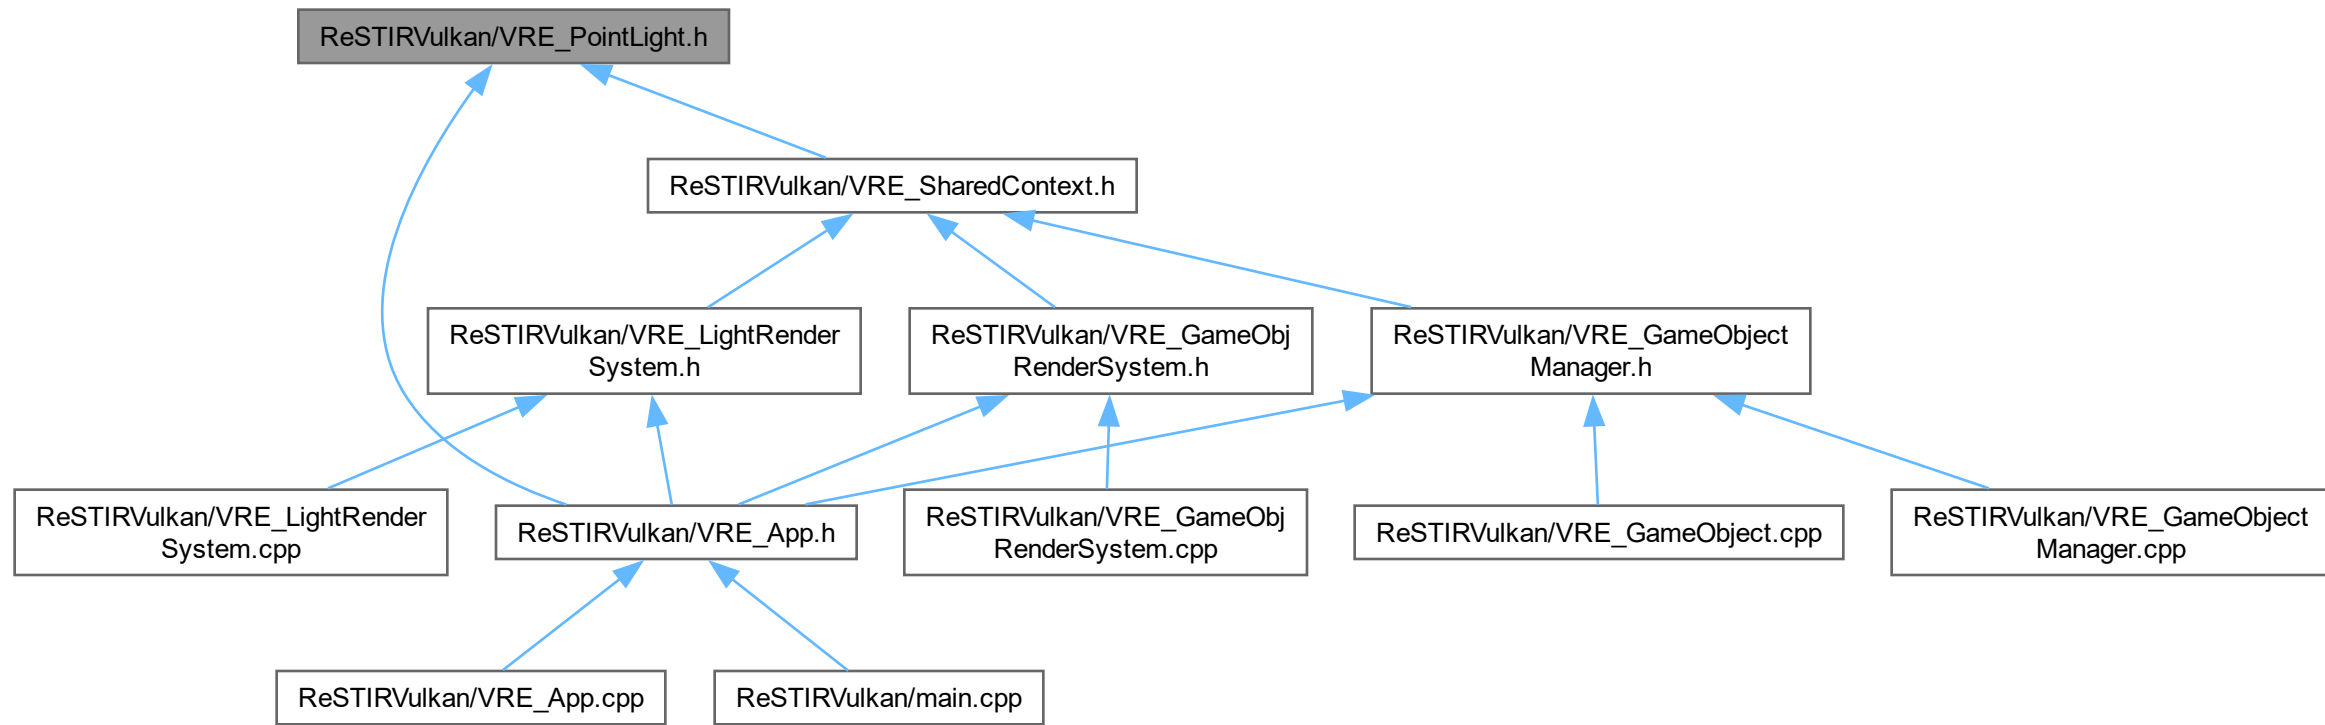 ReSTIRVulkan/VRE_PointLight.h
ReSTIRVulkan/VRE_SharedContext.h
ReSTIRVulkan/VRE_LightRender
System.h
ReSTIRVulkan/VRE_GameObj
RenderSystem.h
ReSTIRVulkan/VRE_GameObject
Manager.h
ReSTIRVulkan/VRE_LightRender
System.cpp
ReSTIRVulkan/VRE_App.h
ReSTIRVulkan/VRE_GameObj
RenderSystem.cpp
ReSTIRVulkan/VRE_GameObject.cpp
ReSTIRVulkan/VRE_GameObject
Manager.cpp
ReSTIRVulkan/VRE_App.cpp
ReSTIRVulkan/main.cpp